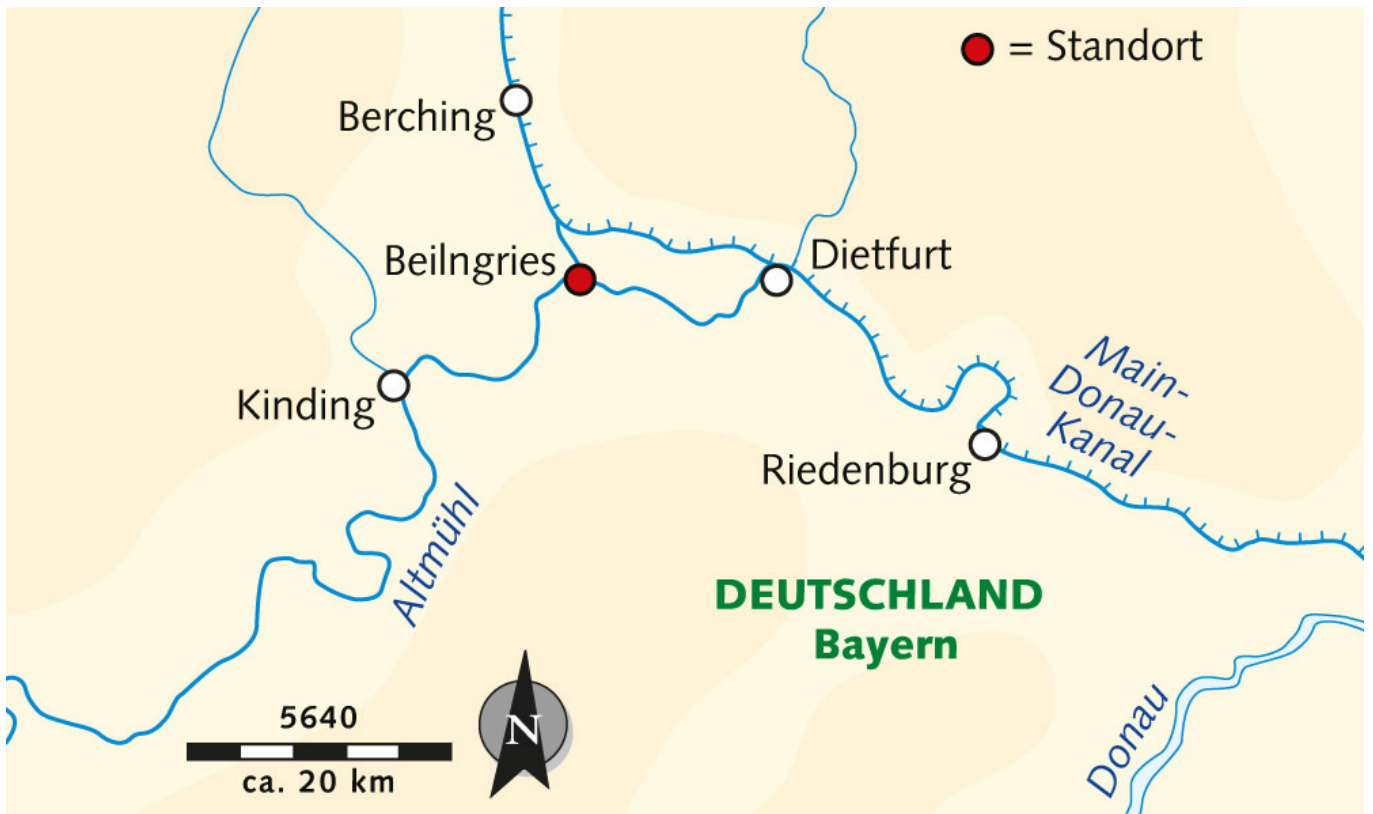 = Standort
Berching
Beilngries
Dietfurt
Kinding
Main-
Donau-
Kanal
Riedenburg
Altmühl
DEUTSCHLAND
Bayern
Donau
5640
ca. 20 km
N